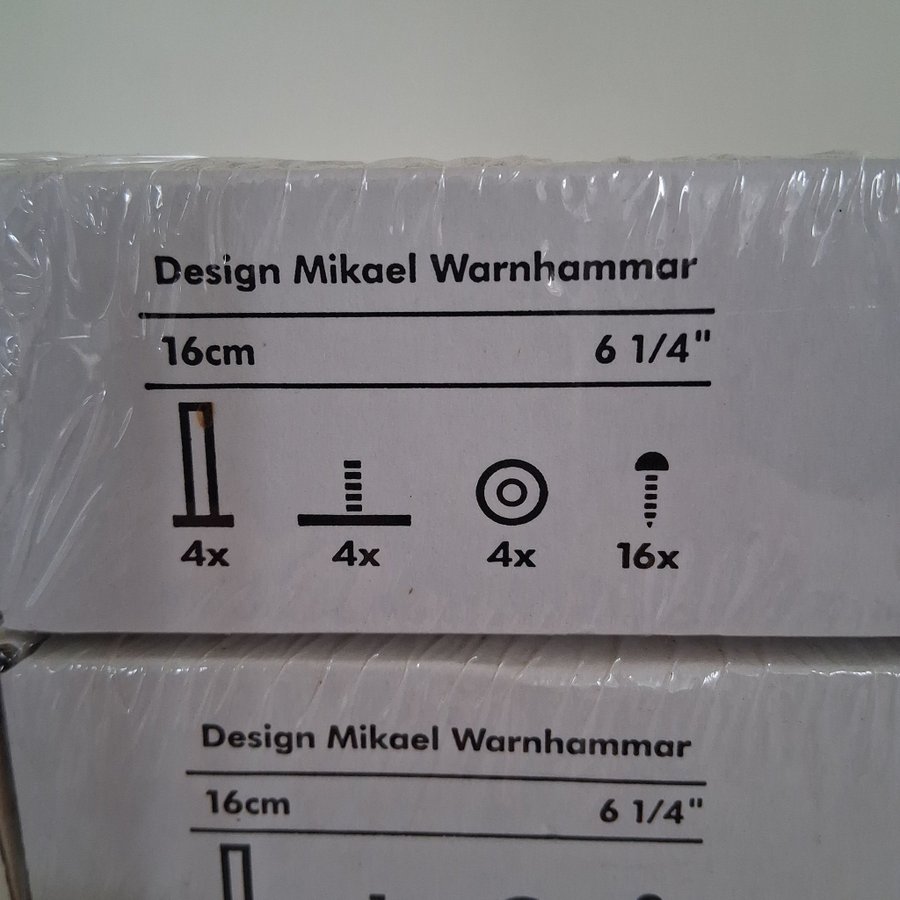 Design Mikael Warnhammar
16cm 6 1/4"
4x 4x 4x 16x
Design Mikael Warnhammar
16cm 6 1/4"